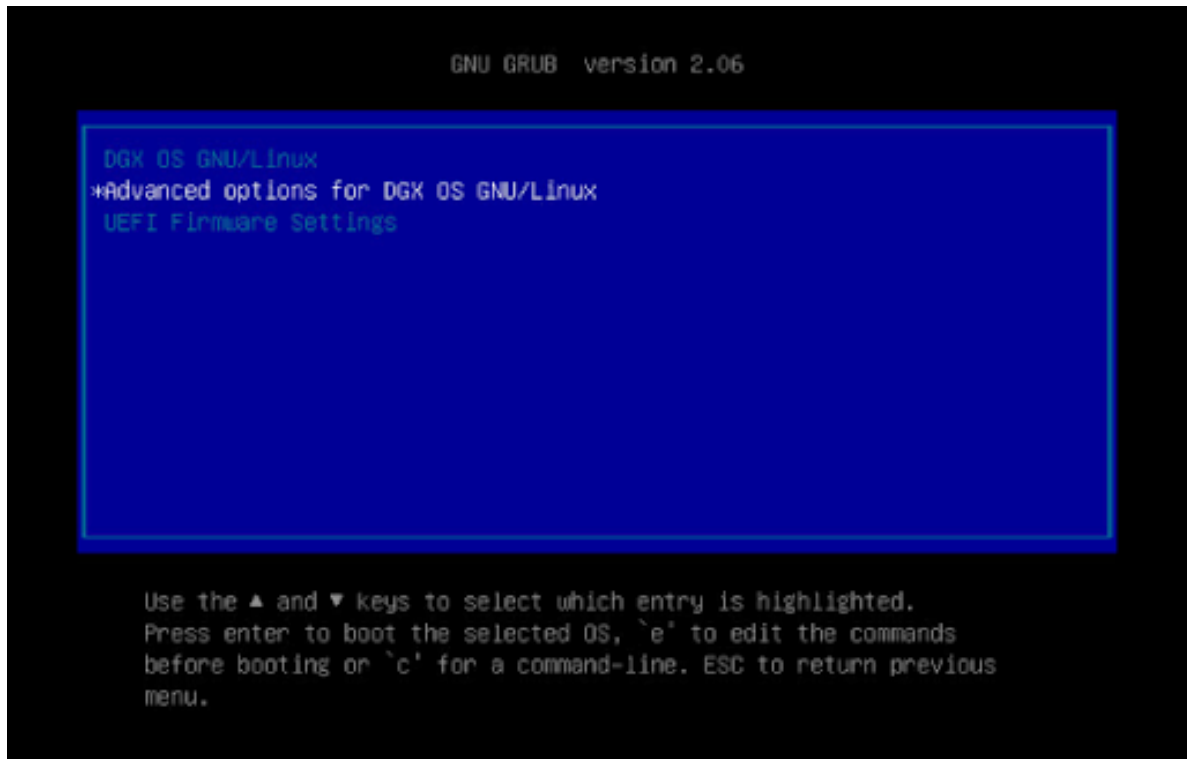 GNU GRUB version 2.06
DGX OS GNU/Linux
*Advanced options for DGX OS GNU/Linux
UEFI Firmware Settings
Use the ▲ and ▼ keys to select which entry is highlighted.
Press enter to boot the selected OS, `e' to edit the commands
before booting or `c' for a command-line. ESC to return previous
menu.